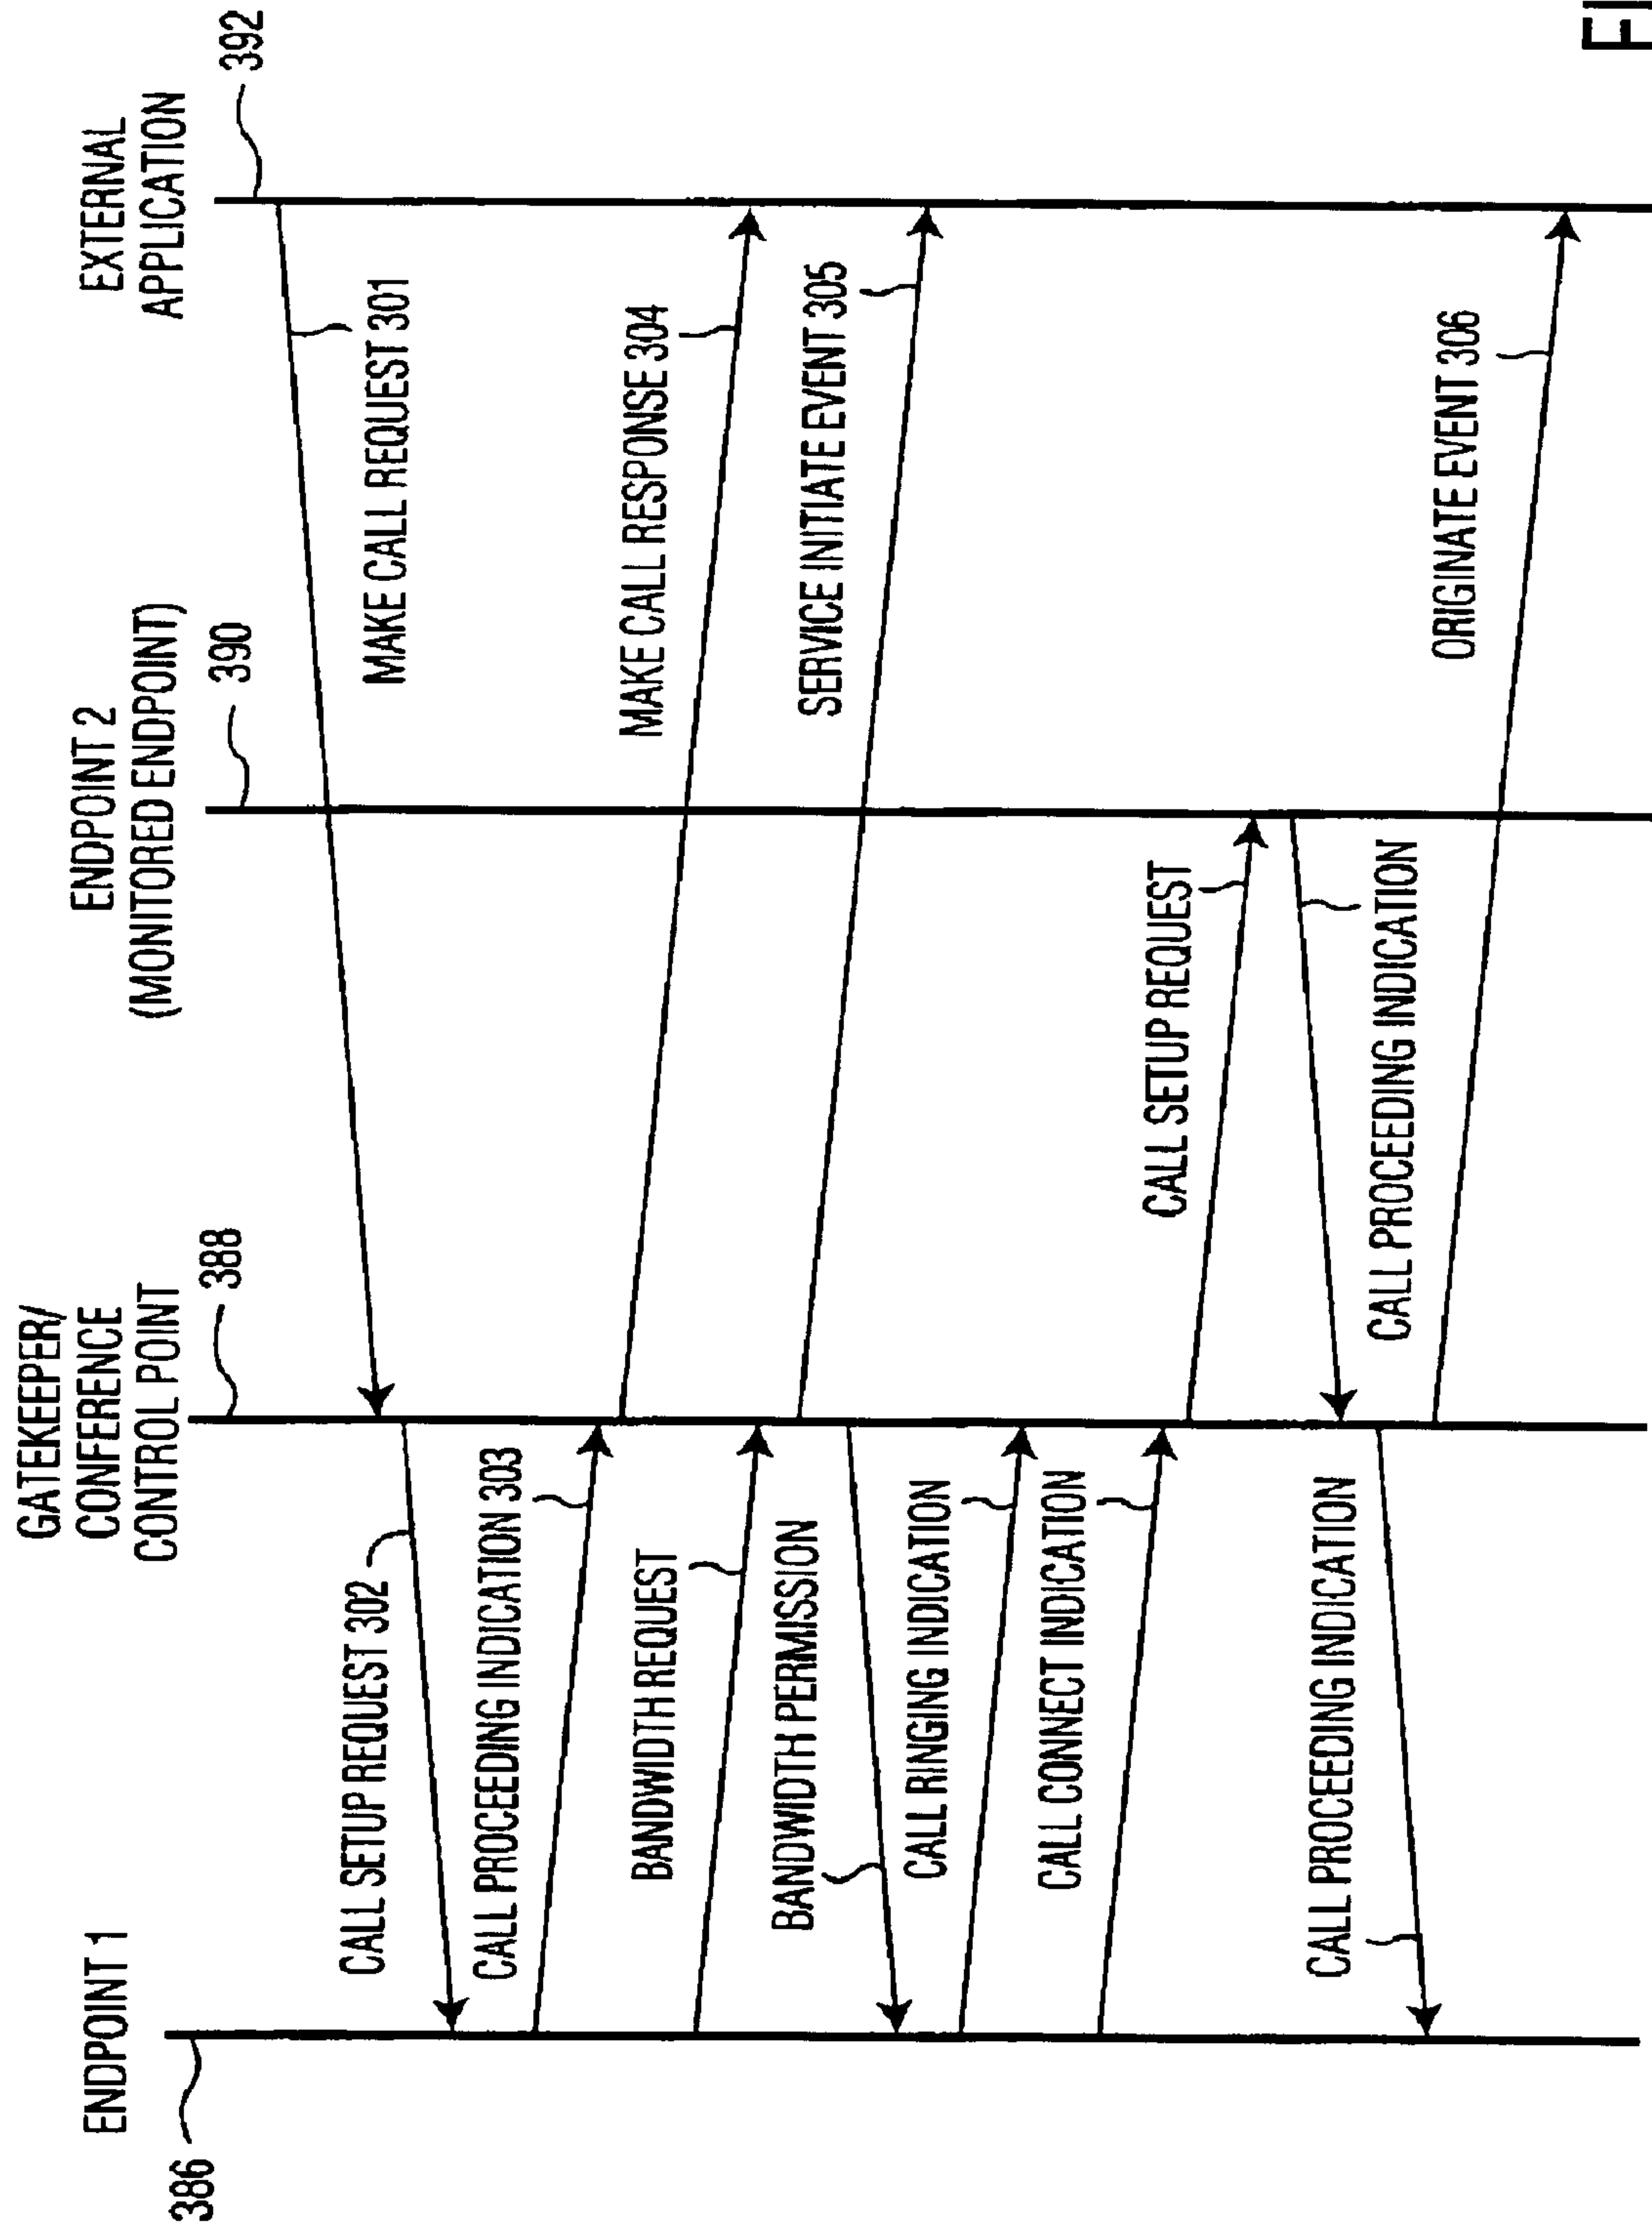 ENDPOINT 1
386
GATEKEEPER/
CONFERENCE
CONTROL POINT
388
ENDPOINT 2
(MONITORED ENDPOINT)
390
EXTERNAL
APPLICATION
392
MAKE CALL REQUEST 301
CALL SETUP REQUEST 302
CALL PROCEEDING INDICATION 303
MAKE CALL RESPONSE 304
BANDWIDTH REQUEST
SERVICE INITIATE EVENT 305
BANDWIDTH PERMISSION
CALL RINGING INDICATION
CALL CONNECT INDICATION
CALL SETUP REQUEST
CALL PROCEEDING INDICATION
CALL PROCEEDING INDICATION
ORIGINATE EVENT 306